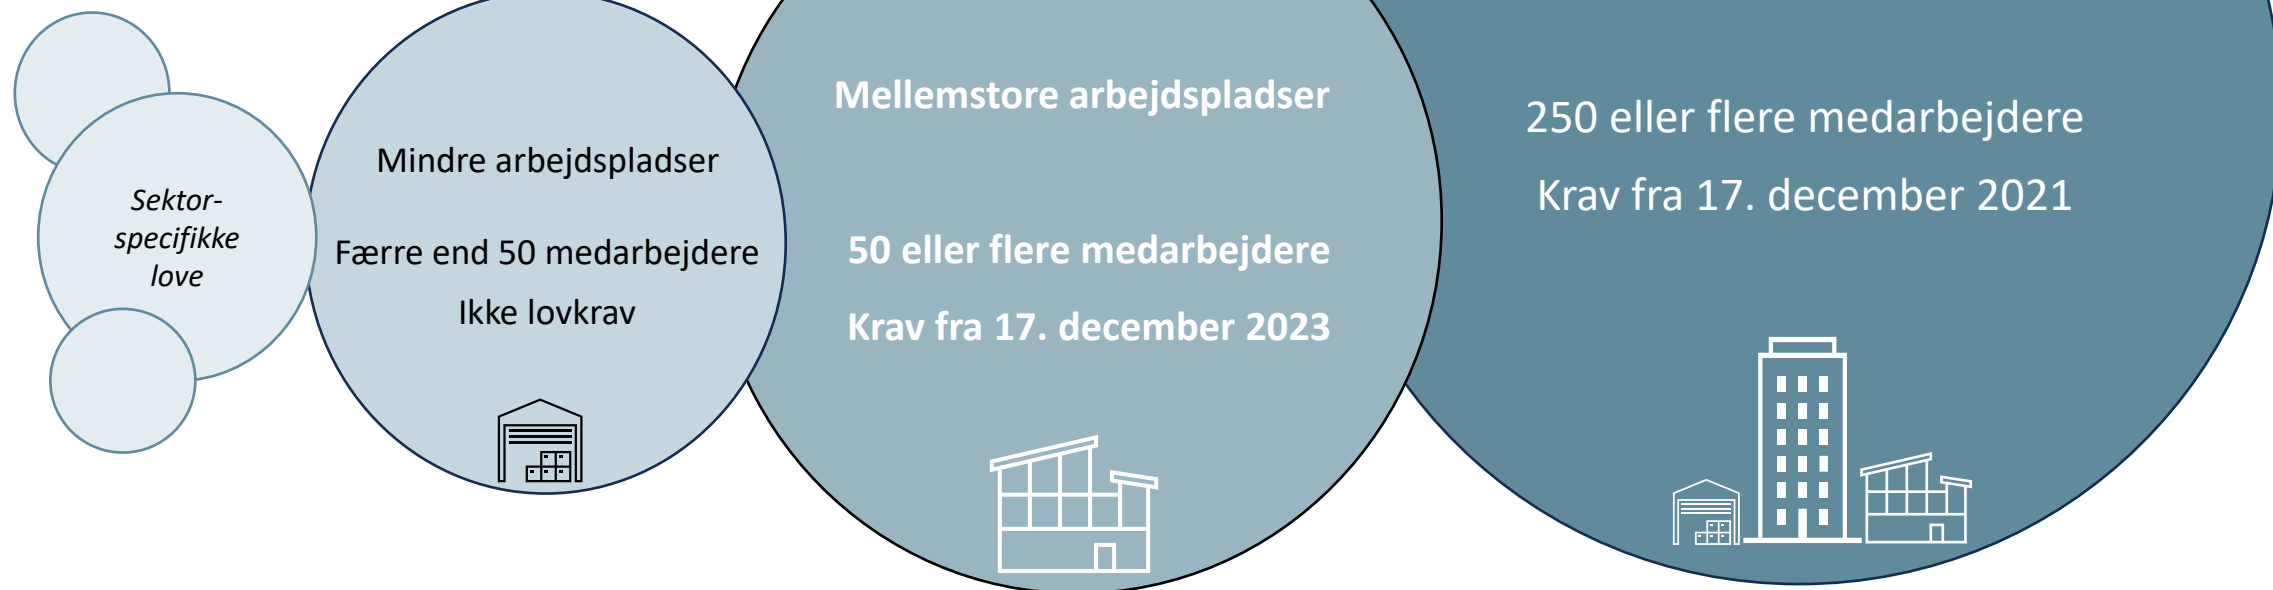 Sektor-
specifikke
love
Mindre arbejdspladser
Færre end 50 medarbejdere
Ikke lovkrav
Mellemstore arbejdspladser
50 eller flere medarbejdere
Krav fra 17. december 2023
250 eller flere medarbejdere
Krav fra 17. december 2021